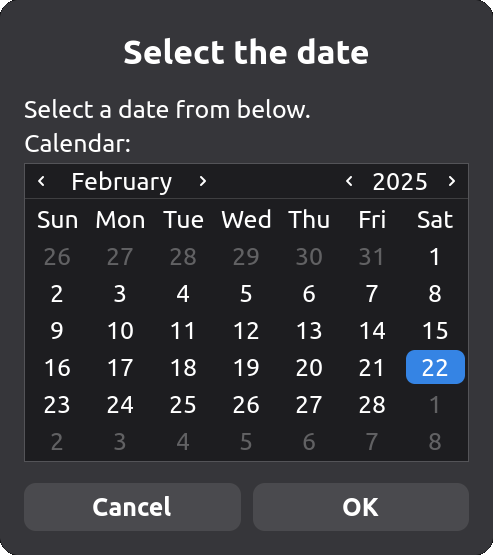 Select the date
Select a date from below.
Calendar:
‹ February › ‹ 2025 ›
Sun Mon Tue Wed Thu Fri Sat
26 27 28 29 30 31 1
2 3 4 5 6 7 8
9 10 11 12 13 14 15
16 17 18 19 20 21 22
23 24 25 26 27 28 1
2 3 4 5 6 7 8
Cancel OK